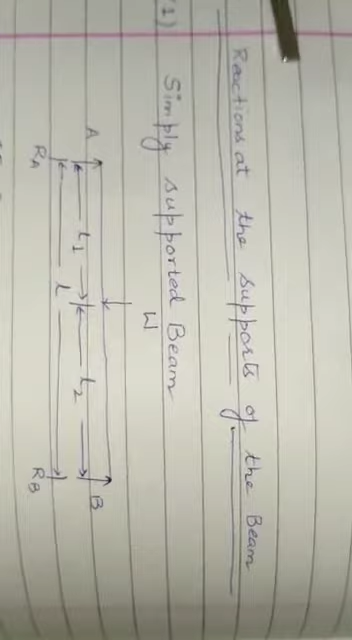 Reactions at the supports of the Beam
(1) Simply supported Beam
W
A B
L1 L2
RA L RB